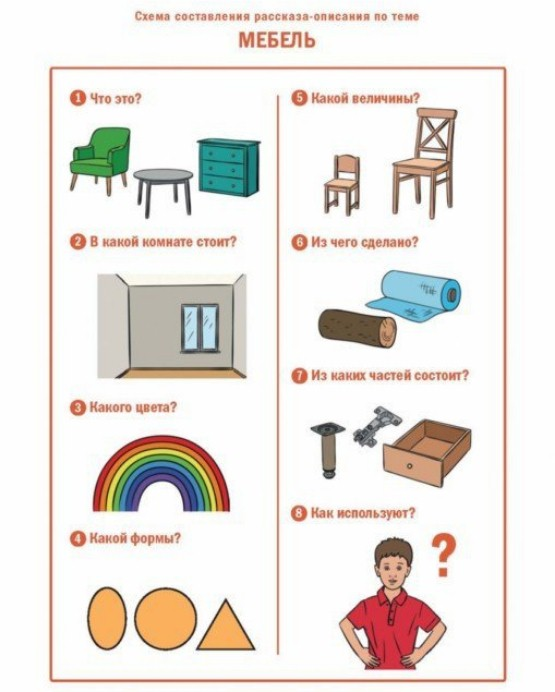 Схема составления рассказа-описания по теме
МЕБЕЛЬ
1 Что это?
2 В какой комнате стоит?
3 Какого цвета?
4 Какой формы?
5 Какой величины?
6 Из чего сделано?
7 Из каких частей состоит?
8 Как используют?
?